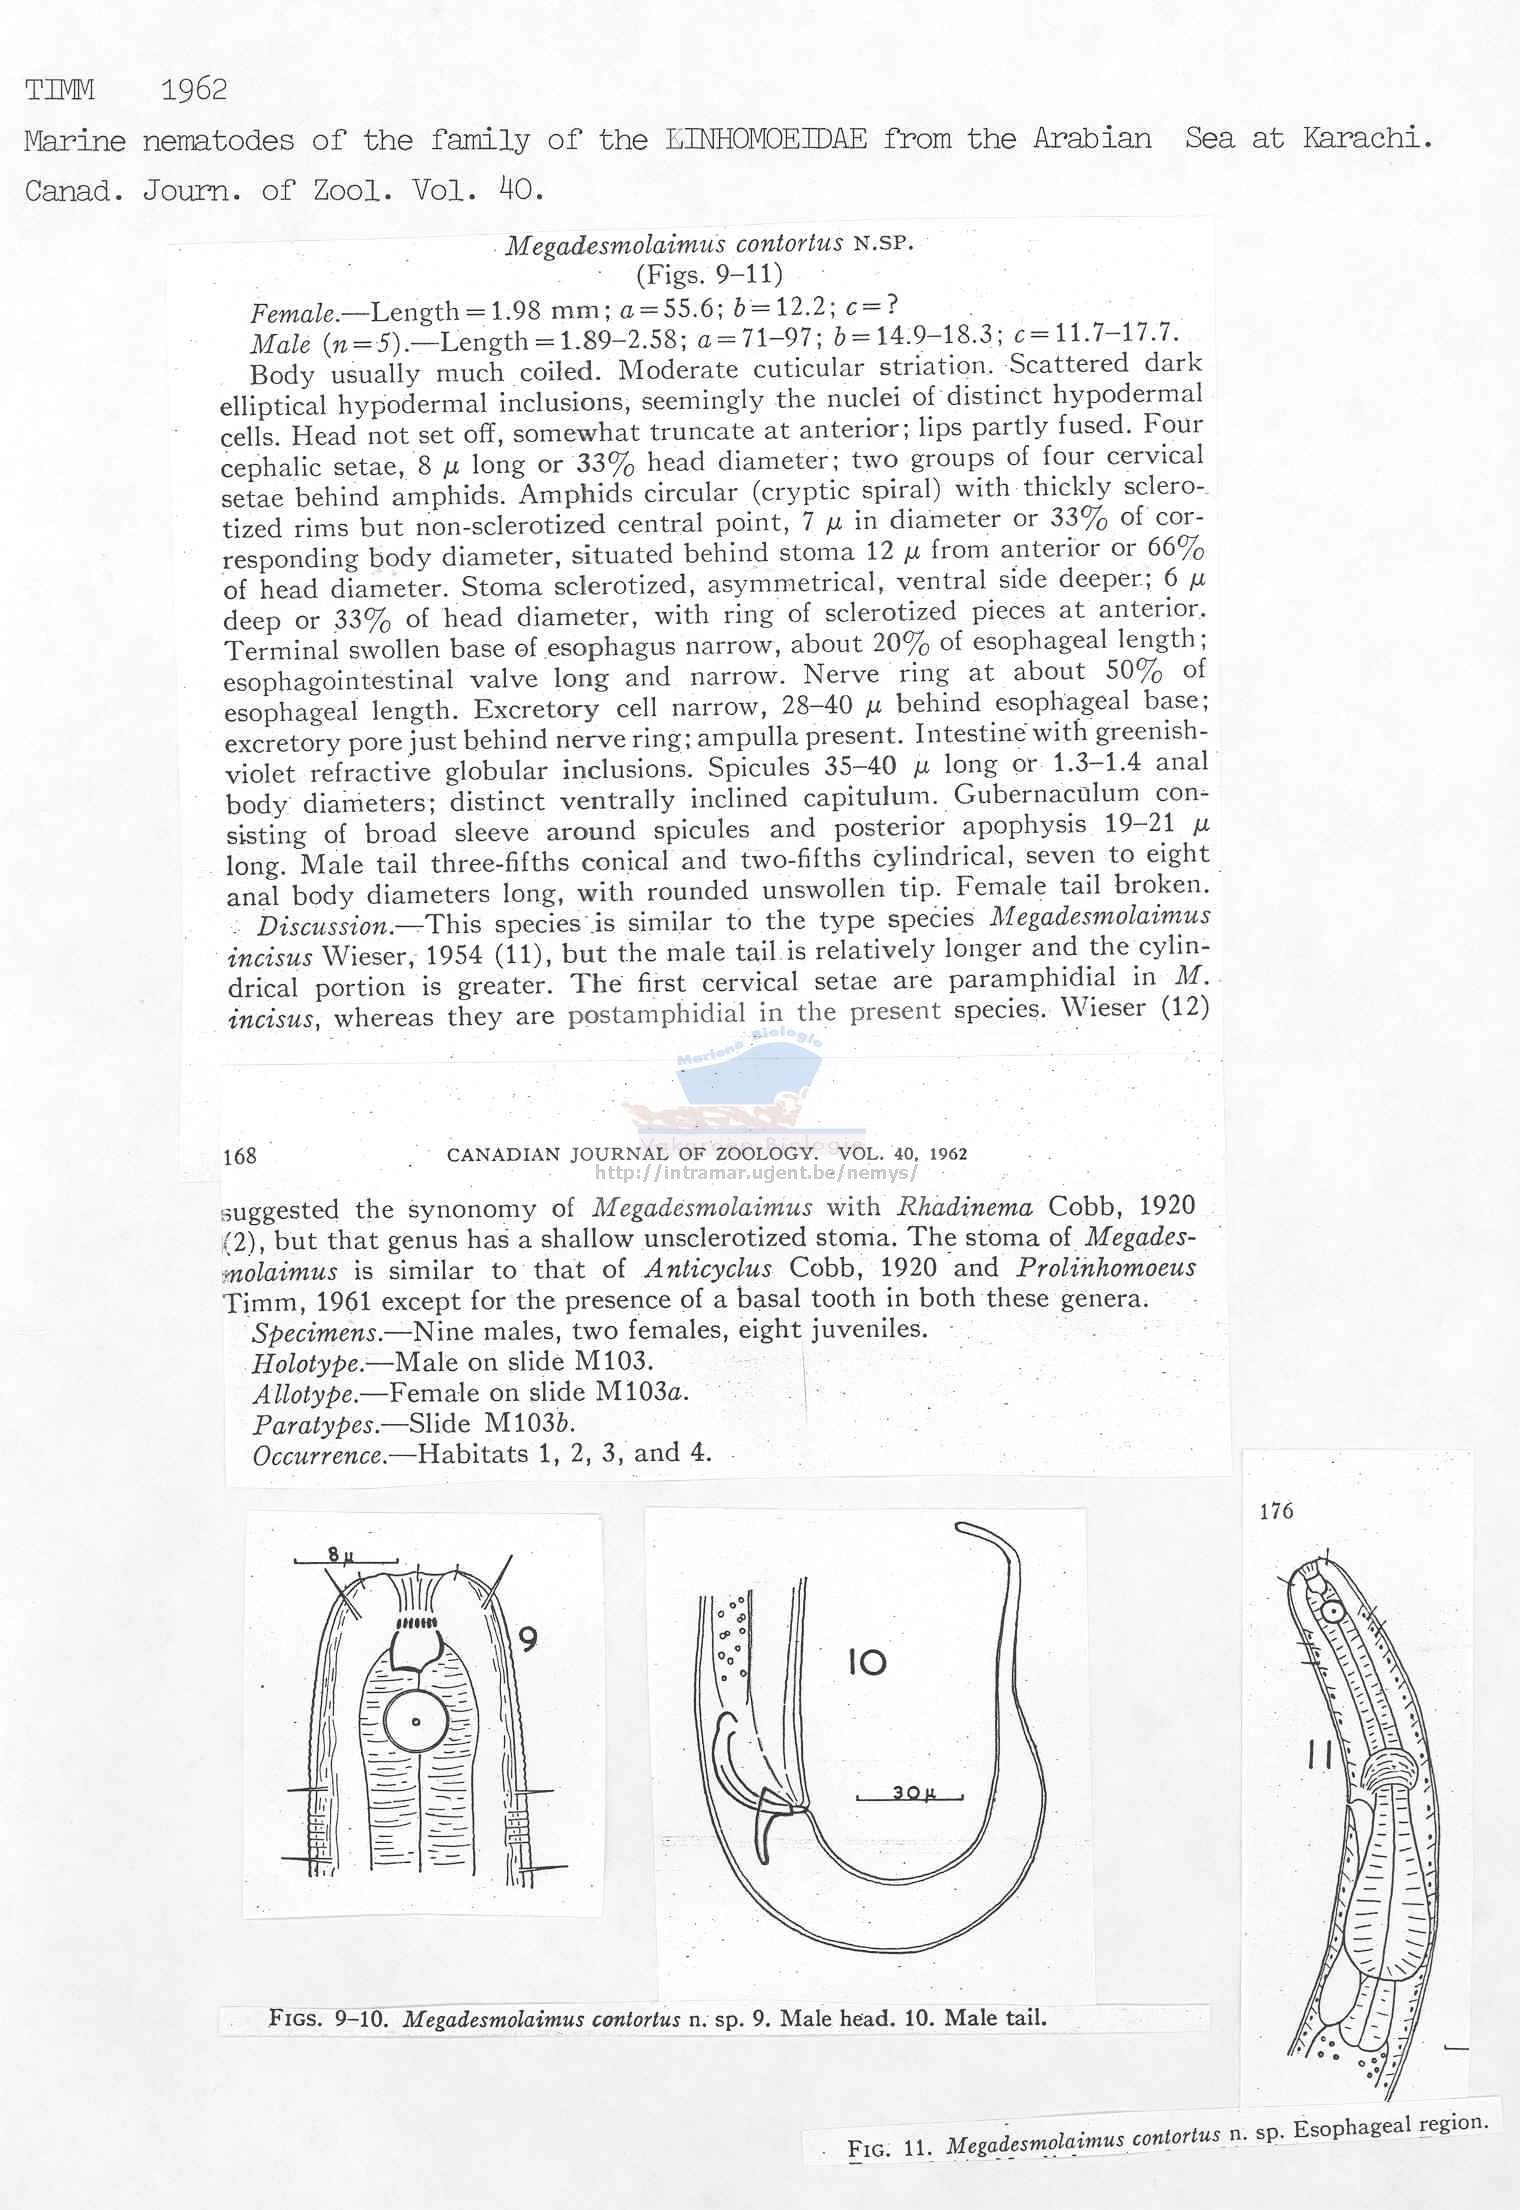 TIMM 1962
Marine nematodes of the family of the LINHOMOEIDAE from the Arabian Sea at Karachi.
Canad. Journ. of Zool. Vol. 40.
Megadesmolaimus contortus N.SP.
(Figs. 9–11)
Female.—Length = 1.98 mm; a = 55.6; b = 12.2; c = ?
Male (n = 5).—Length = 1.89–2.58; a = 71–97; b = 14.9–18.3; c = 11.7–17.7.
Body usually much coiled. Moderate cuticular striation. Scattered dark
elliptical hypodermal inclusions, seemingly the nuclei of distinct hypodermal
cells. Head not set off, somewhat truncate at anterior; lips partly fused. Four
cephalic setae, 8 μ long or 33% head diameter; two groups of four cervical
setae behind amphids. Amphids circular (cryptic spiral) with thickly sclero-
tized rims but non-sclerotized central point, 7 μ in diameter or 33% of cor-
responding body diameter, situated behind stoma 12 μ from anterior or 66%
of head diameter. Stoma sclerotized, asymmetrical, ventral side deeper; 6 μ
deep or 33% of head diameter, with ring of sclerotized pieces at anterior.
Terminal swollen base of esophagus narrow, about 20% of esophageal length;
esophagointestinal valve long and narrow. Nerve ring at about 50% of
esophageal length. Excretory cell narrow, 28–40 μ behind esophageal base;
excretory pore just behind nerve ring; ampulla present. Intestine with greenish-
violet refractive globular inclusions. Spicules 35–40 μ long or 1.3–1.4 anal
body diameters; distinct ventrally inclined capitulum. Gubernaculum con-
sisting of broad sleeve around spicules and posterior apophysis 19–21 μ
long. Male tail three-fifths conical and two-fifths cylindrical, seven to eight
anal body diameters long, with rounded unswollen tip. Female tail broken.
Discussion.—This species is similar to the type species Megadesmolaimus
incisus Wieser, 1954 (11), but the male tail is relatively longer and the cylin-
drical portion is greater. The first cervical setae are paramphidial in M.
incisus, whereas they are postamphidial in the present species. Wieser (12)
Mariene Biologie
Vakgroep Biologie
168 CANADIAN JOURNAL OF ZOOLOGY. VOL. 40, 1962
http://intramar.ugent.be/nemys/
suggested the synonomy of Megadesmolaimus with Rhadinema Cobb, 1920
(2), but that genus has a shallow unsclerotized stoma. The stoma of Megades-
molaimus is similar to that of Anticyclus Cobb, 1920 and Prolinhomoeus
Timm, 1961 except for the presence of a basal tooth in both these genera.
Specimens.—Nine males, two females, eight juveniles.
Holotype.—Male on slide M103.
Allotype.—Female on slide M103a.
Paratypes.—Slide M103b.
Occurrence.—Habitats 1, 2, 3, and 4.
176
8 μ
9
10
30 μ
11
FIGS. 9–10. Megadesmolaimus contortus n. sp. 9. Male head. 10. Male tail.
FIG. 11. Megadesmolaimus contortus n. sp. Esophageal region.